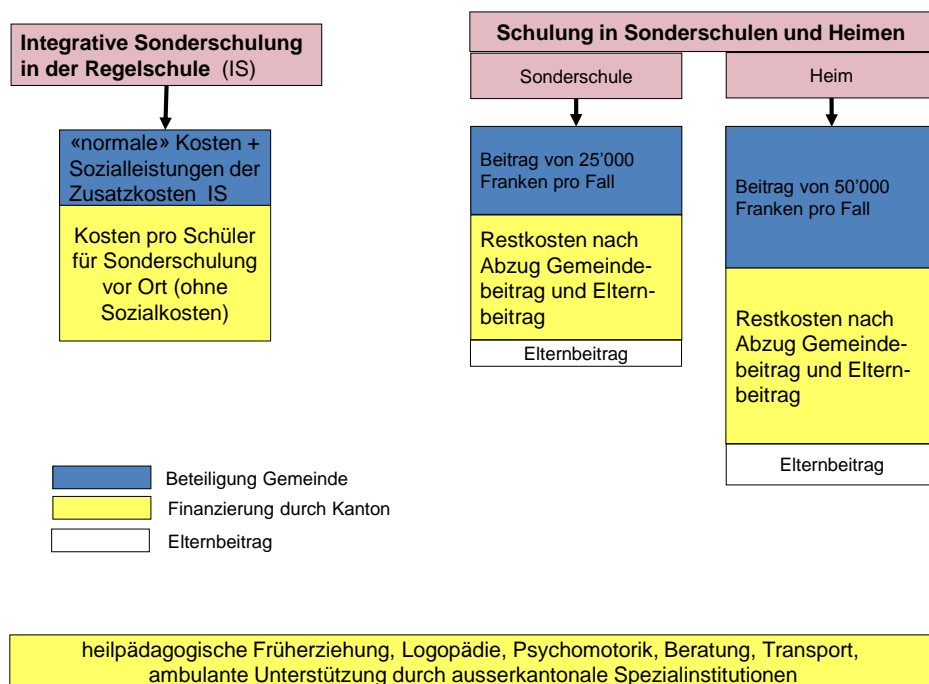 Integrative Sonderschulung
in der Regelschule (IS)
«normale» Kosten +
Sozialleistungen der
Zusatzkosten IS
Kosten pro Schüler
für Sonderschulung
vor Ort (ohne
Sozialkosten)
Schulung in Sonderschulen und Heimen
Sonderschule
Beitrag von 25'000
Franken pro Fall
Restkosten nach
Abzug Gemeinde-
beitrag und Eltern-
beitrag
Elternbeitrag
Heim
Beitrag von 50'000
Franken pro Fall
Restkosten nach
Abzug Gemeinde-
beitrag und Eltern-
beitrag
Elternbeitrag
Beteiligung Gemeinde
Finanzierung durch Kanton
Elternbeitrag
heilpädagogische Früherziehung, Logopädie, Psychomotorik, Beratung, Transport,
ambulante Unterstützung durch ausserkantonale Spezialinstitutionen